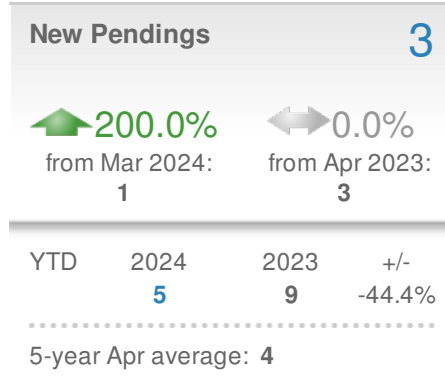 New Pendings 3
200.0% 0.0%
from Mar 2024: from Apr 2023:
1 3
YTD 2024 2023 +/-
5 9 -44.4%
5-year Apr average: 4